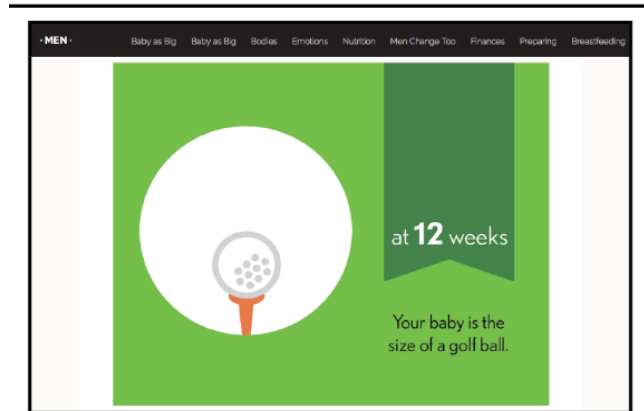 · MEN ·
Baby as Big Baby as Big Bodies Emotions Nutrition Men Change Too Finances Preparing Breastfeeding
at 12 weeks
Your baby is the
size of a golf ball.